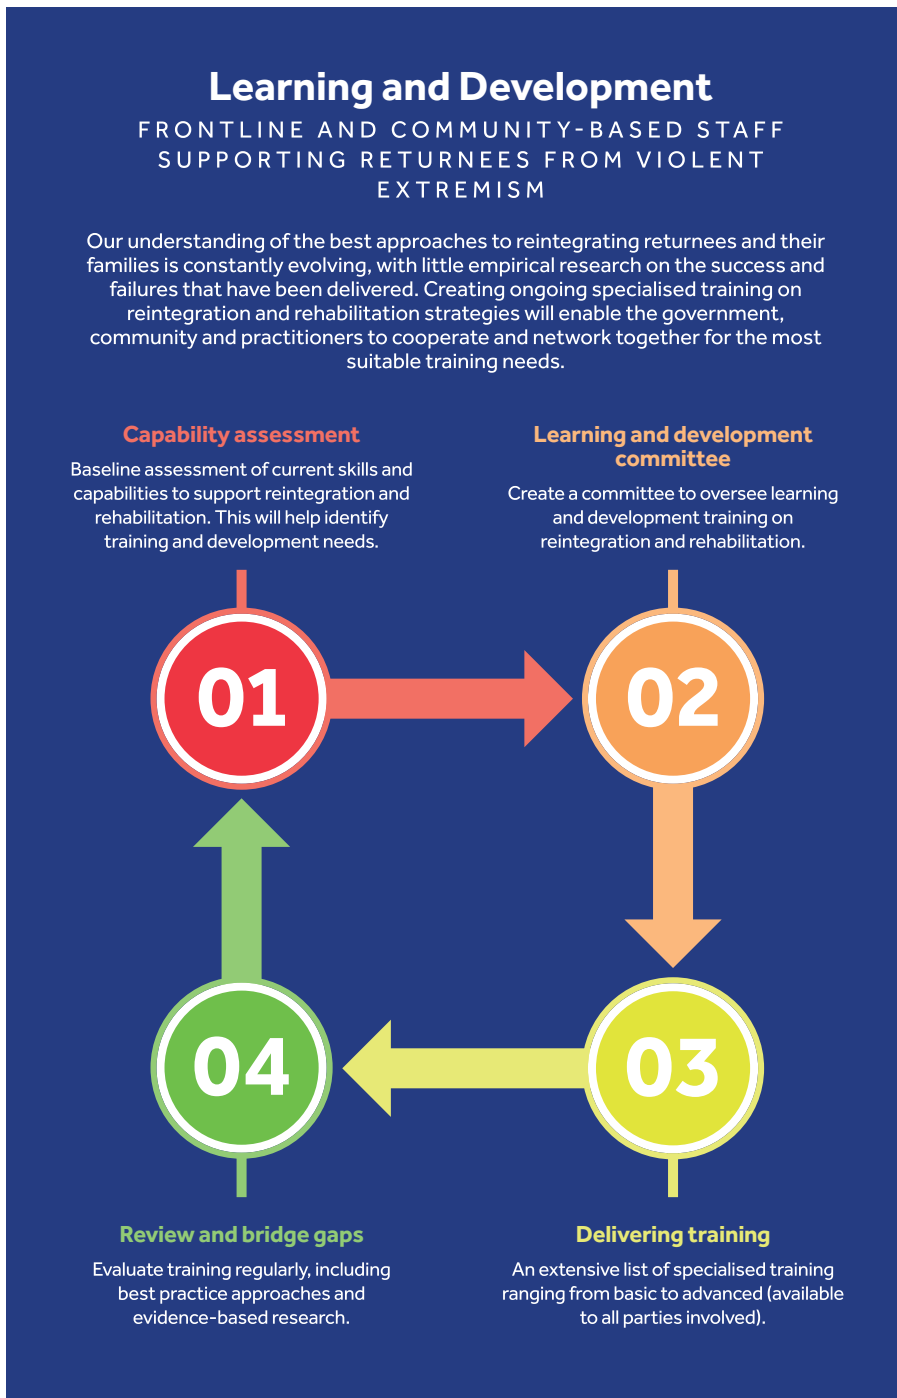 Learning and Development
FRONTLINE AND COMMUNITY-BASED STAFF
SUPPORTING RETURNEES FROM VIOLENT
EXTREMISM
Our understanding of the best approaches to reintegrating returnees and their
families is constantly evolving, with little empirical research on the success and
failures that have been delivered. Creating ongoing specialised training on
reintegration and rehabilitation strategies will enable the government,
community and practitioners to cooperate and network together for the most
suitable training needs.
Capability assessment
Baseline assessment of current skills and
capabilities to support reintegration and
rehabilitation. This will help identify
training and development needs.
Learning and development
committee
Create a committee to oversee learning
and development training on
reintegration and rehabilitation.
01
02
04
03
Review and bridge gaps
Evaluate training regularly, including
best practice approaches and
evidence-based research.
Delivering training
An extensive list of specialised training
ranging from basic to advanced (available
to all parties involved).